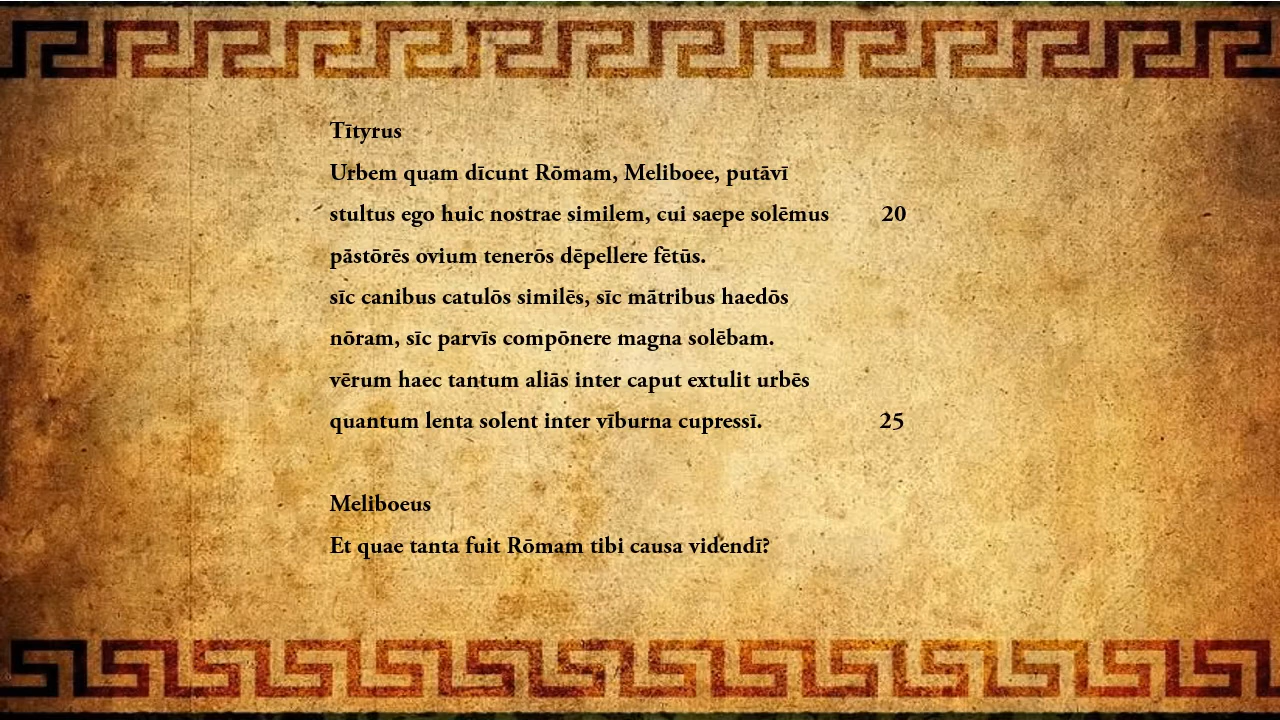 Tītyrus
Urbem quam dīcunt Rōmam, Meliboee, putāvī
stultus ego huic nostrae similem, cui saepe solēmus 20
pāstōrēs ovium tenerōs dēpellere fētūs.
sīc canibus catulōs similēs, sīc mātribus haedōs
nōram, sīc parvīs compōnere magna solēbam.
vērum haec tantum aliās inter caput extulit urbēs
quantum lenta solent inter vīburna cupressī. 25
Meliboeus
Et quae tanta fuit Rōmam tibi causa videndī?